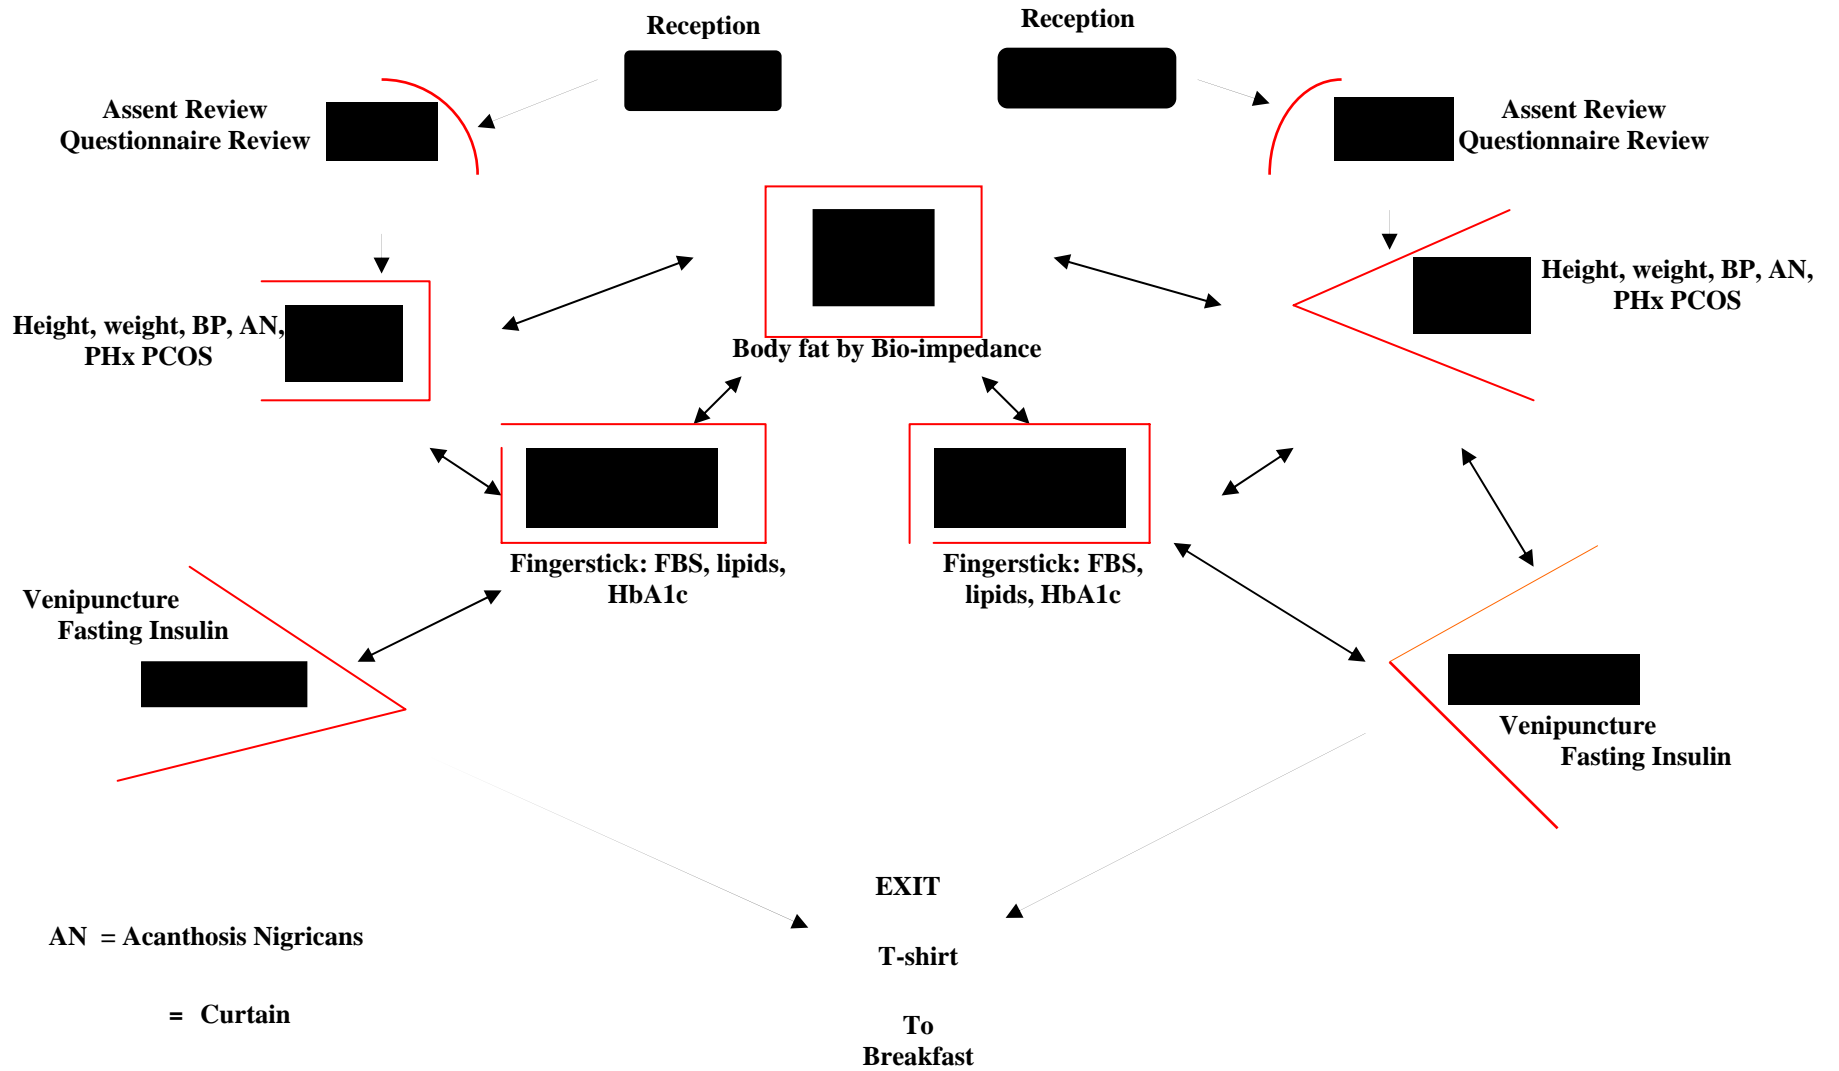 Reception
Reception
Assent Review
Questionnaire Review
Assent Review
Questionnaire Review
Height, weight, BP, AN,
PHx PCOS
Height, weight, BP, AN,
PHx PCOS
Body fat by Bio-impedance
Fingerstick: FBS, lipids,
HbA1c
Fingerstick: FBS,
lipids, HbA1c
Venipuncture
Fasting Insulin
Venipuncture
Fasting Insulin
EXIT
T-shirt
To
Breakfast
AN = Acanthosis Nigricans
= Curtain